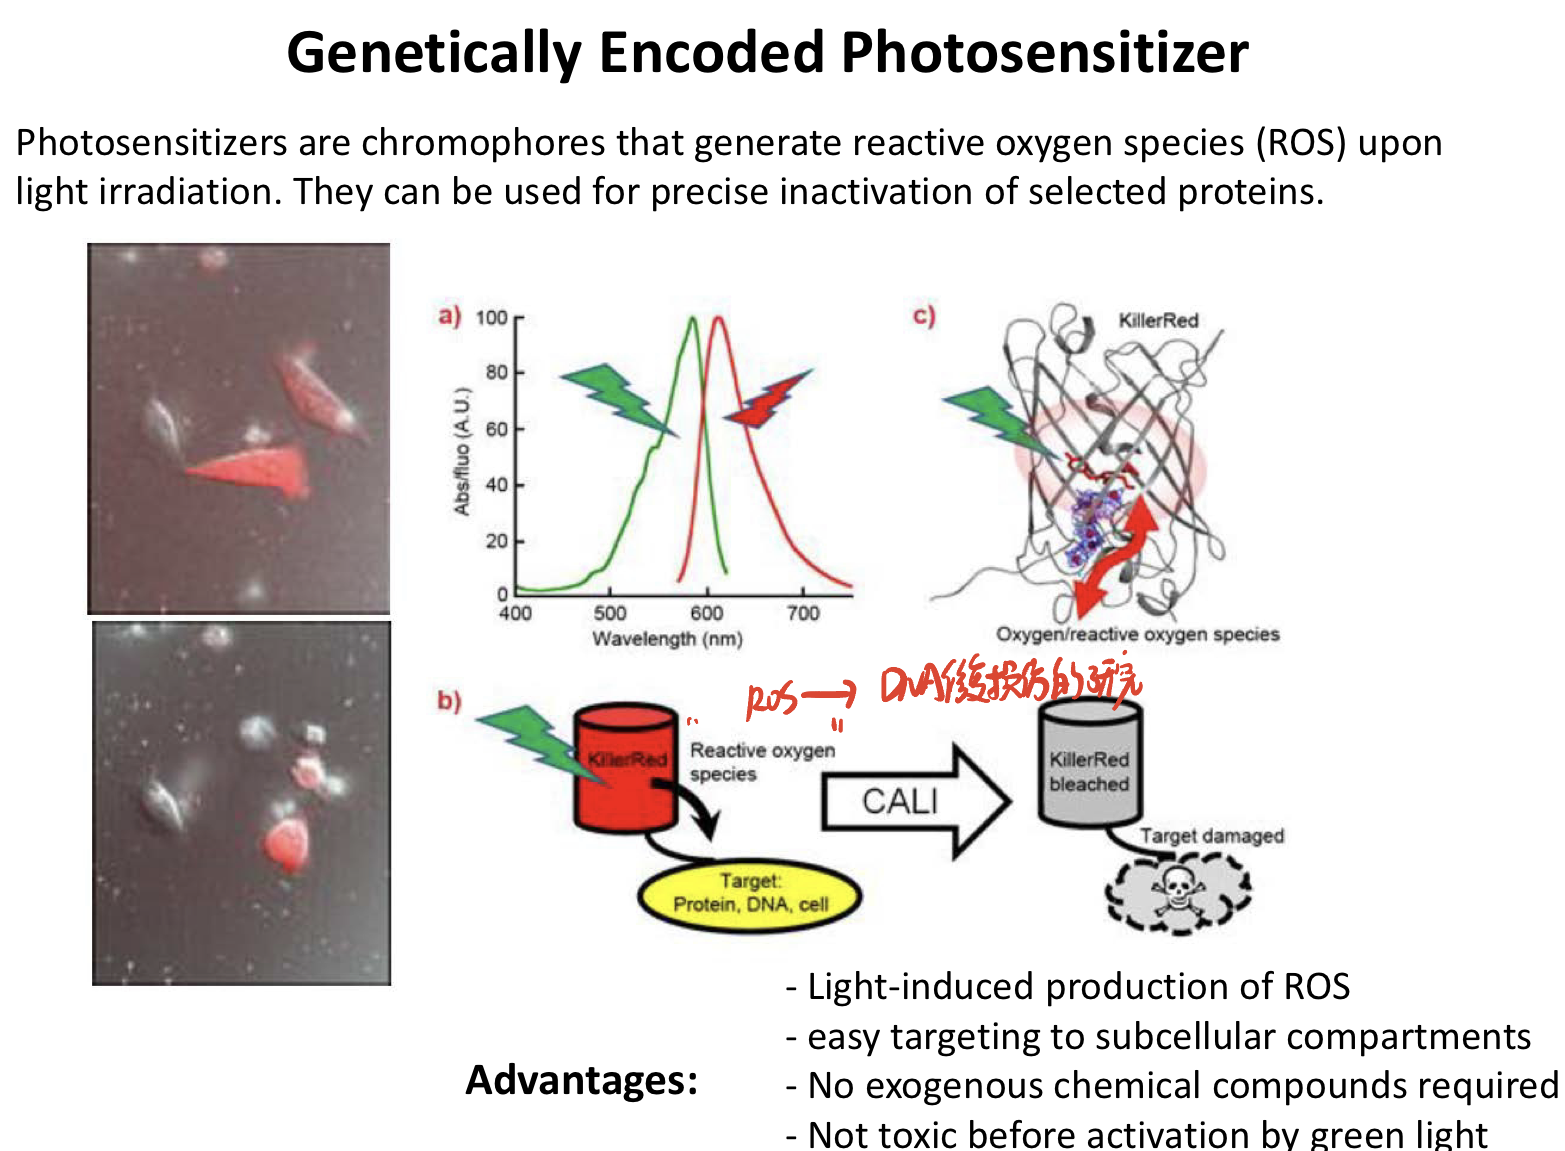 Genetically Encoded Photosensitizer
Photosensitizers are chromophores that generate reactive oxygen species (ROS) upon
light irradiation. They can be used for precise inactivation of selected proteins.
a)
100
80
60
40
20
0
400
500
600
700
Abs/fluo (A.U.)
Wavelength (nm)
c)
KillerRed
Oxygen/reactive oxygen species
ROS → DNA 损伤的研究
b)
KillerRed
Reactive oxygen
species
Target:
Protein, DNA, cell
CALI
KillerRed
bleached
Target damaged
Advantages:
- Light-induced production of ROS
- easy targeting to subcellular compartments
- No exogenous chemical compounds required
- Not toxic before activation by green light